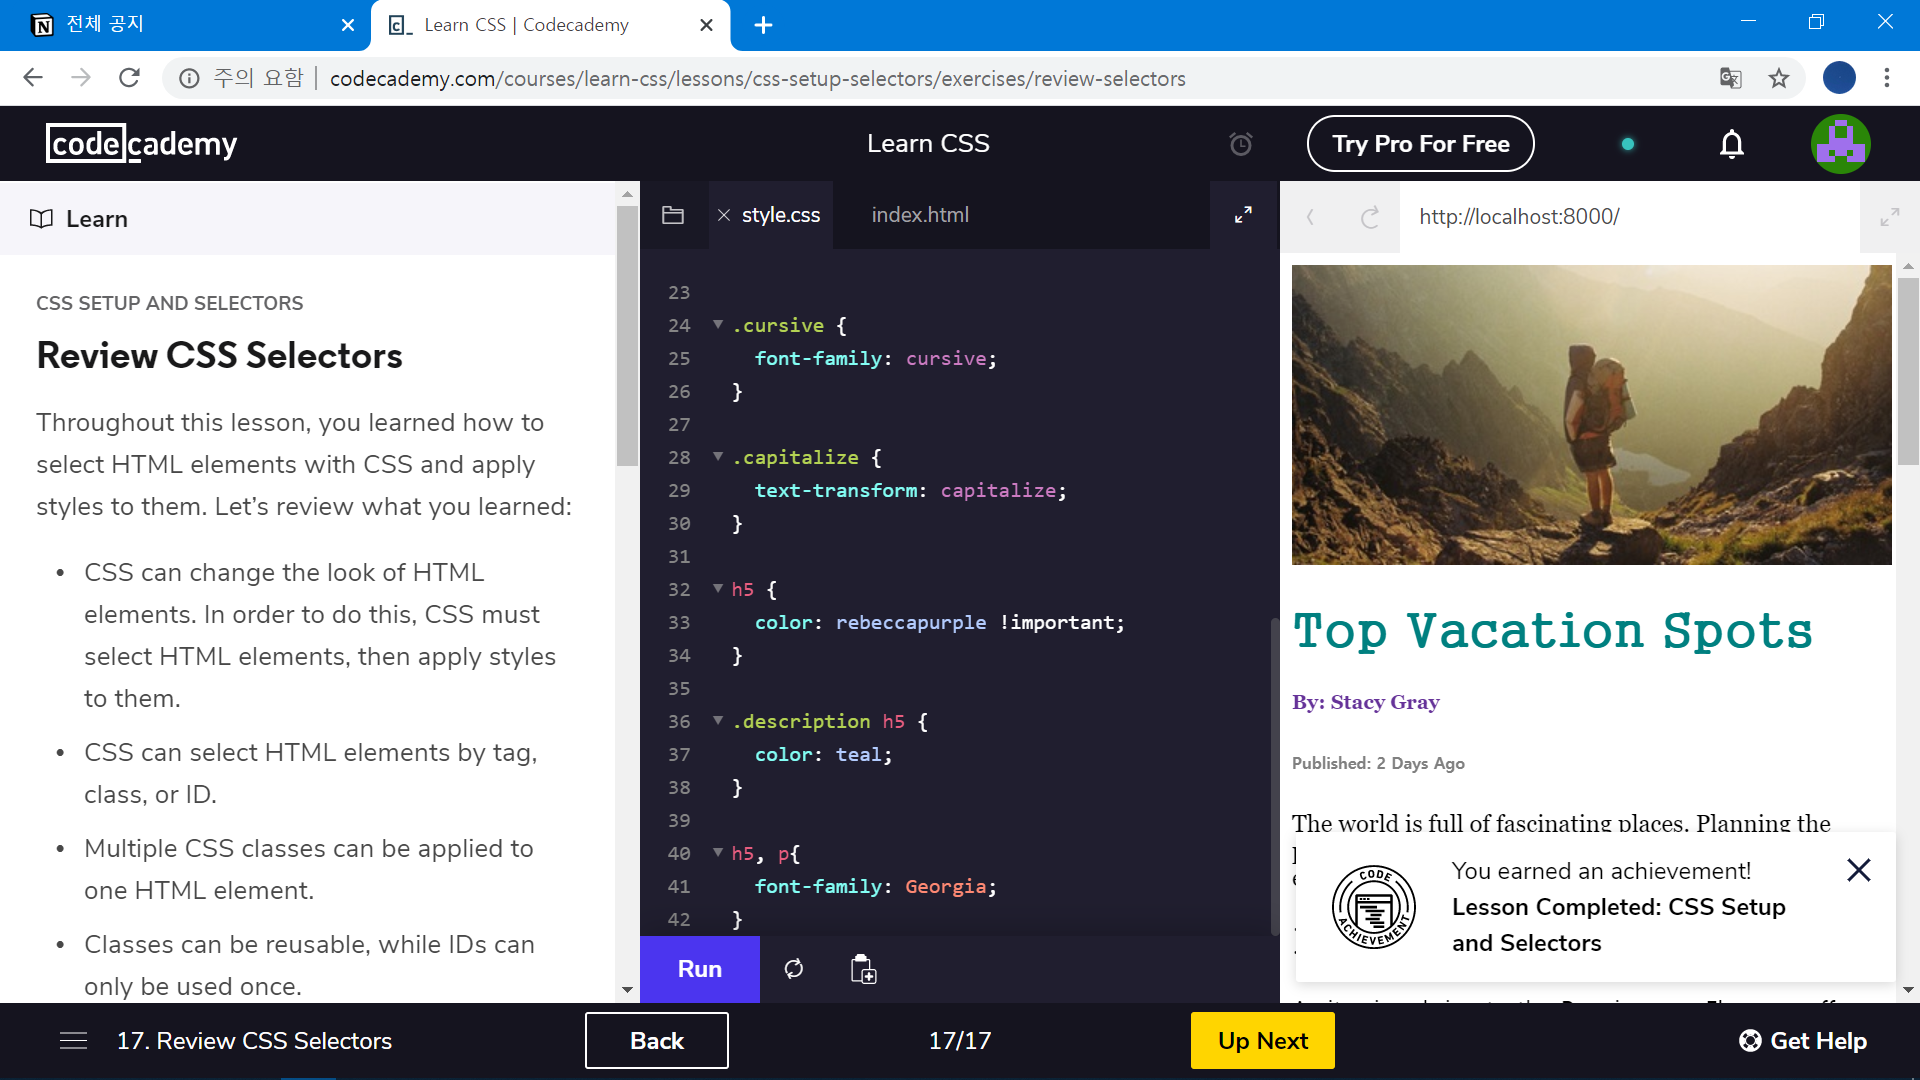 전체 공지
Learn CSS | Codecademy
주의 요함 | codecademy.com/courses/learn-css/lessons/css-setup-selectors/exercises/review-selectors
codecademy
Learn CSS
Try Pro For Free
Learn
CSS SETUP AND SELECTORS
Review CSS Selectors
Throughout this lesson, you learned how to
select HTML elements with CSS and apply
styles to them. Let’s review what you learned:
• CSS can change the look of HTML
elements. In order to do this, CSS must
select HTML elements, then apply styles
to them.
• CSS can select HTML elements by tag,
class, or ID.
• Multiple CSS classes can be applied to
one HTML element.
• Classes can be reusable, while IDs can
only be used once.
style.css
index.html
23
24 .cursive {
25 font-family: cursive;
26 }
27
28 .capitalize {
29 text-transform: capitalize;
30 }
31
32 h5 {
33 color: rebeccapurple !important;
34 }
35
36 .description h5 {
37 color: teal;
38 }
39
40 h5, p{
41 font-family: Georgia;
42 }
Run
http://localhost:8000/
Top Vacation Spots
By: Stacy Gray
Published: 2 Days Ago
The world is full of fascinating places. Planning the
CODE ACHIEVEMENT
You earned an achievement!
Lesson Completed: CSS Setup
and Selectors
17. Review CSS Selectors
Back
17/17
Up Next
Get Help